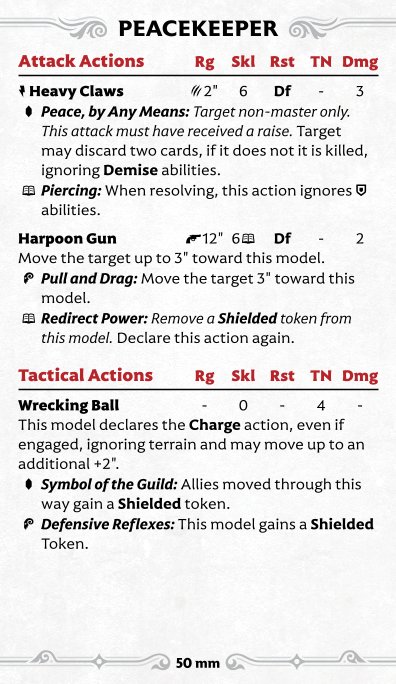 PEACEKEEPER
Attack Actions Rg Skl Rst TN Dmg
Heavy Claws 2" 6 Df - 3
Peace, by Any Means: Target non-master only.
This attack must have received a raise. Target
may discard two cards, if it does not it is killed,
ignoring Demise abilities.
Piercing: When resolving, this action ignores
abilities.
Harpoon Gun 12" 6 Df - 2
Move the target up to 3" toward this model.
Pull and Drag: Move the target 3" toward this
model.
Redirect Power: Remove a Shielded token from
this model. Declare this action again.
Tactical Actions Rg Skl Rst TN Dmg
Wrecking Ball - 0 - 4 -
This model declares the Charge action, even if
engaged, ignoring terrain and may move up to an
additional +2".
Symbol of the Guild: Allies moved through this
way gain a Shielded token.
Defensive Reflexes: This model gains a Shielded
Token.
50 mm